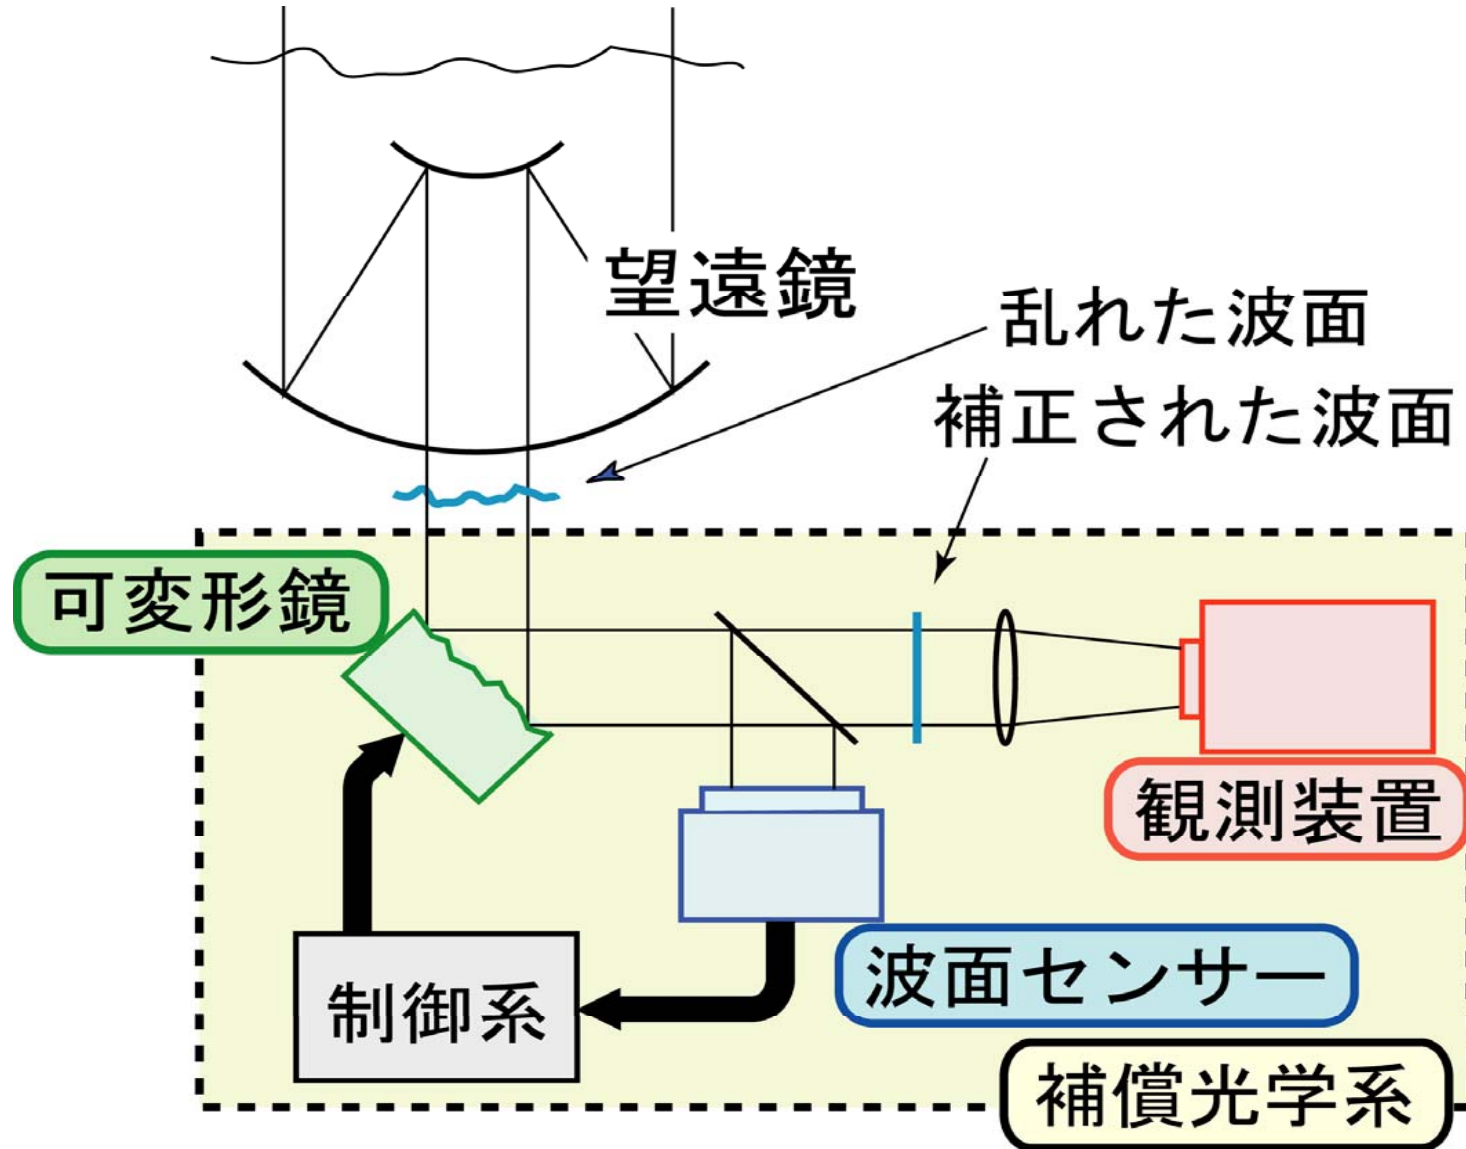 望遠鏡
乱れた波面
補正された波面
可変形鏡
観測装置
波面センサー
制御系
補償光学系